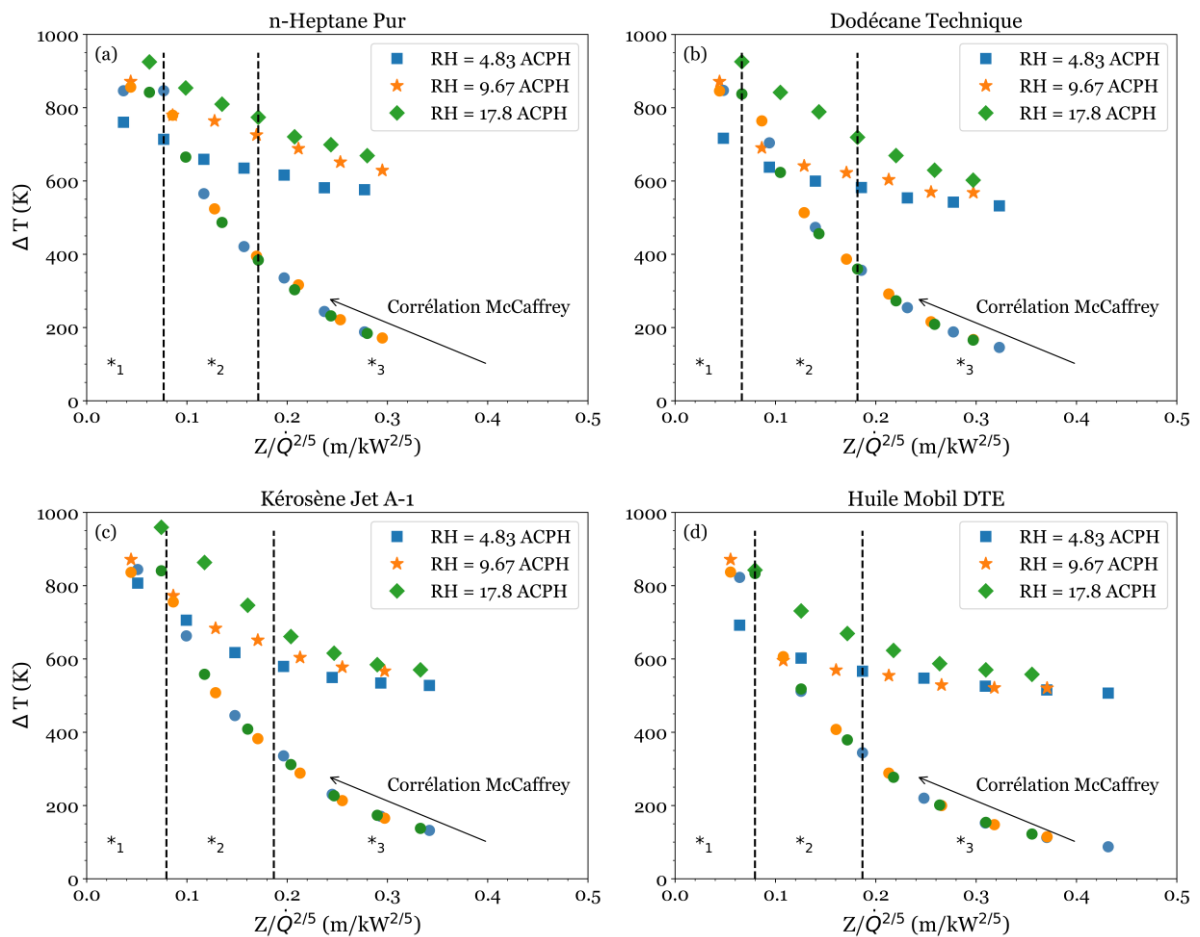 n-Heptane Pur
(a)
RH = 4.83 ACPH
RH = 9.67 ACPH
RH = 17.8 ACPH
Corrélation McCaffrey
*1
*2
*3
Δ T (K)
1000
800
600
400
200
0
0.0 0.1 0.2 0.3 0.4 0.5
Z/Q̇^2/5 (m/kW^2/5)
Dodécane Technique
(b)
RH = 4.83 ACPH
RH = 9.67 ACPH
RH = 17.8 ACPH
Corrélation McCaffrey
*1
*2
*3
1000
800
600
400
200
0
0.0 0.1 0.2 0.3 0.4 0.5
Z/Q̇^2/5 (m/kW^2/5)
Kérosène Jet A-1
(c)
RH = 4.83 ACPH
RH = 9.67 ACPH
RH = 17.8 ACPH
Corrélation McCaffrey
*1
*2
*3
Δ T (K)
1000
800
600
400
200
0
0.0 0.1 0.2 0.3 0.4 0.5
Z/Q̇^2/5 (m/kW^2/5)
Huile Mobil DTE
(d)
RH = 4.83 ACPH
RH = 9.67 ACPH
RH = 17.8 ACPH
Corrélation McCaffrey
*1
*2
*3
1000
800
600
400
200
0
0.0 0.1 0.2 0.3 0.4 0.5
Z/Q̇^2/5 (m/kW^2/5)